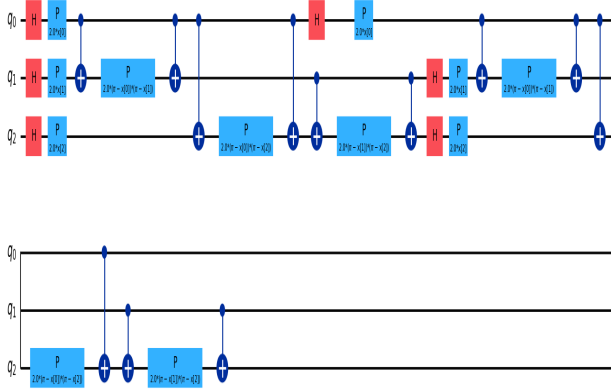 q0 H P 2.0*x[0] H P 2.0*x[0]
q1 H P 2.0*x[1] P 2.0*(π − x[0])*(π − x[1]) H P 2.0*x[1] P 2.0*(π − x[0])*(π − x[1])
q2 H P 2.0*x[2] P 2.0*(π − x[0])*(π − x[2]) P 2.0*(π − x[1])*(π − x[2]) H P 2.0*x[2]
q0
q1
q2 P 2.0*(π − x[0])*(π − x[2]) P 2.0*(π − x[1])*(π − x[2])